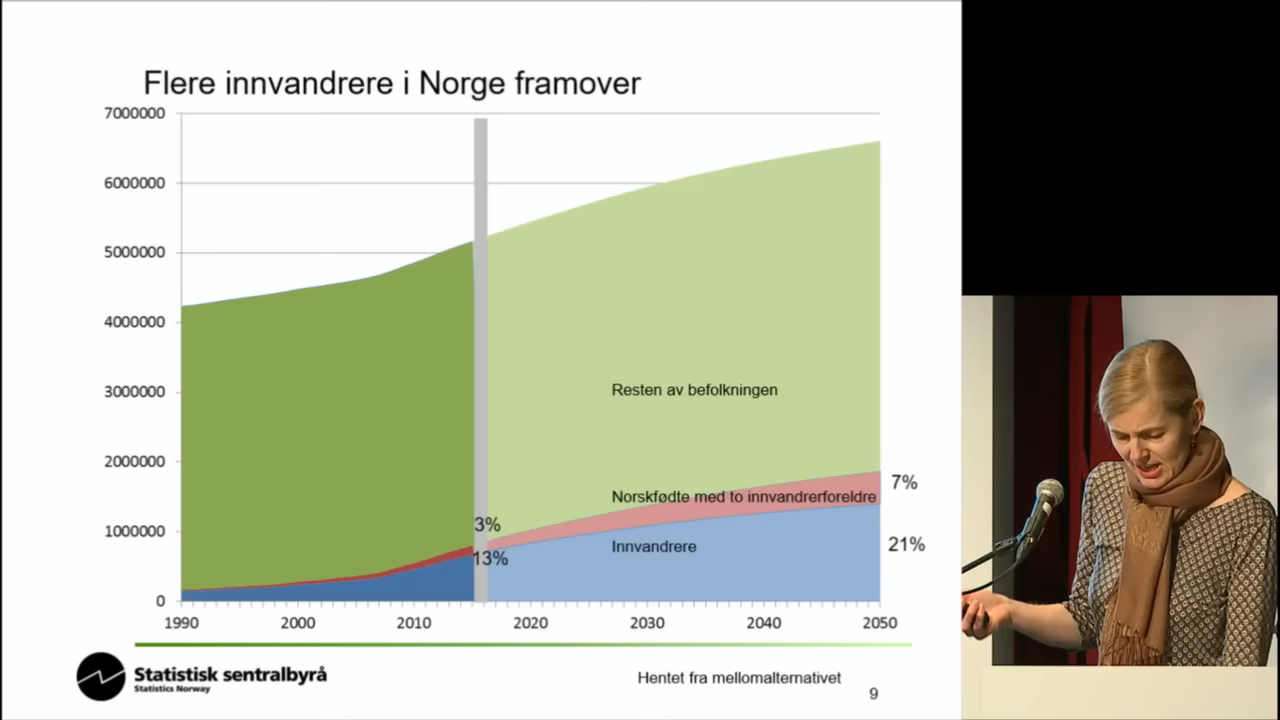 Flere innvandrere i Norge framover
7000000
6000000
5000000
4000000
3000000
2000000
1000000
0
Resten av befolkningen
Norskfødte med to innvandrerforeldre
7%
3%
Innvandrere
21%
13%
1990
2000
2010
2020
2030
2040
2050
Statistisk sentralbyrå
Statistics Norway
Hentet fra mellomalternativet
9